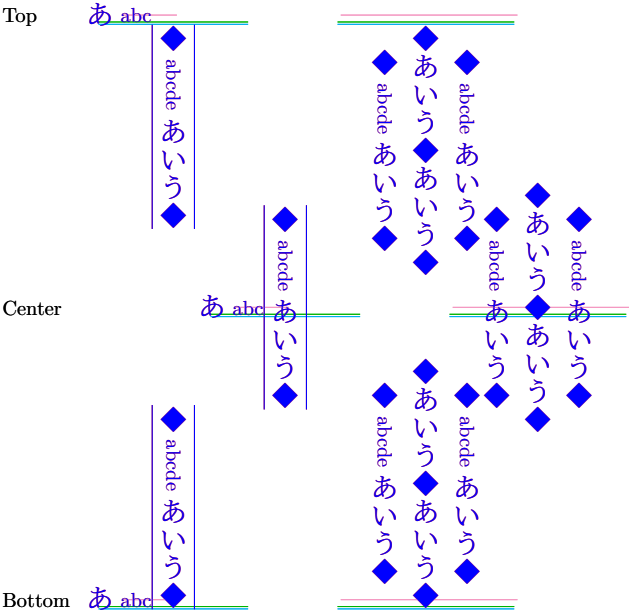 Top
あ abc
◆ abcde あいう ◆
◆ abcde あいう ◆
◆ あいう ◆ あいう ◆
◆ abcde あいう ◆
Center
あ abc
◆ abcde あいう ◆
◆ abcde あいう ◆
◆ あいう ◆ あいう ◆
◆ abcde あいう ◆
Bottom
あ abc
◆ abcde あいう ◆
◆ abcde あいう ◆
◆ あいう ◆ あいう ◆
◆ abcde あいう ◆